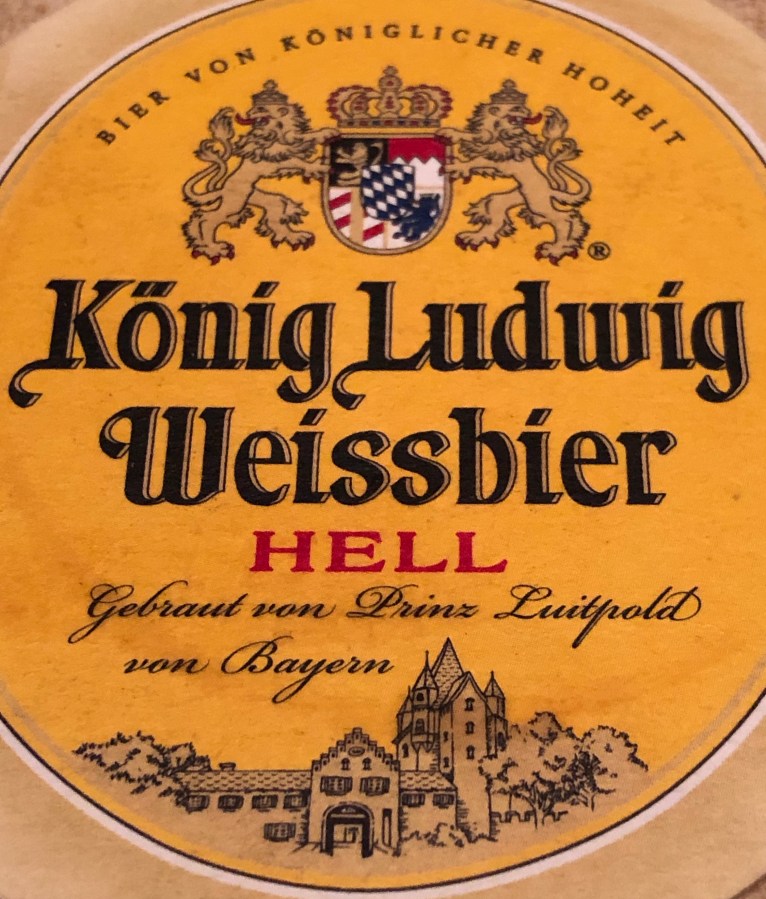 BIER VON KÖNIGLICHER HOHEIT
®
König Ludwig
Weissbier
HELL
Gebraut von Prinz Luitpold
von Bayern